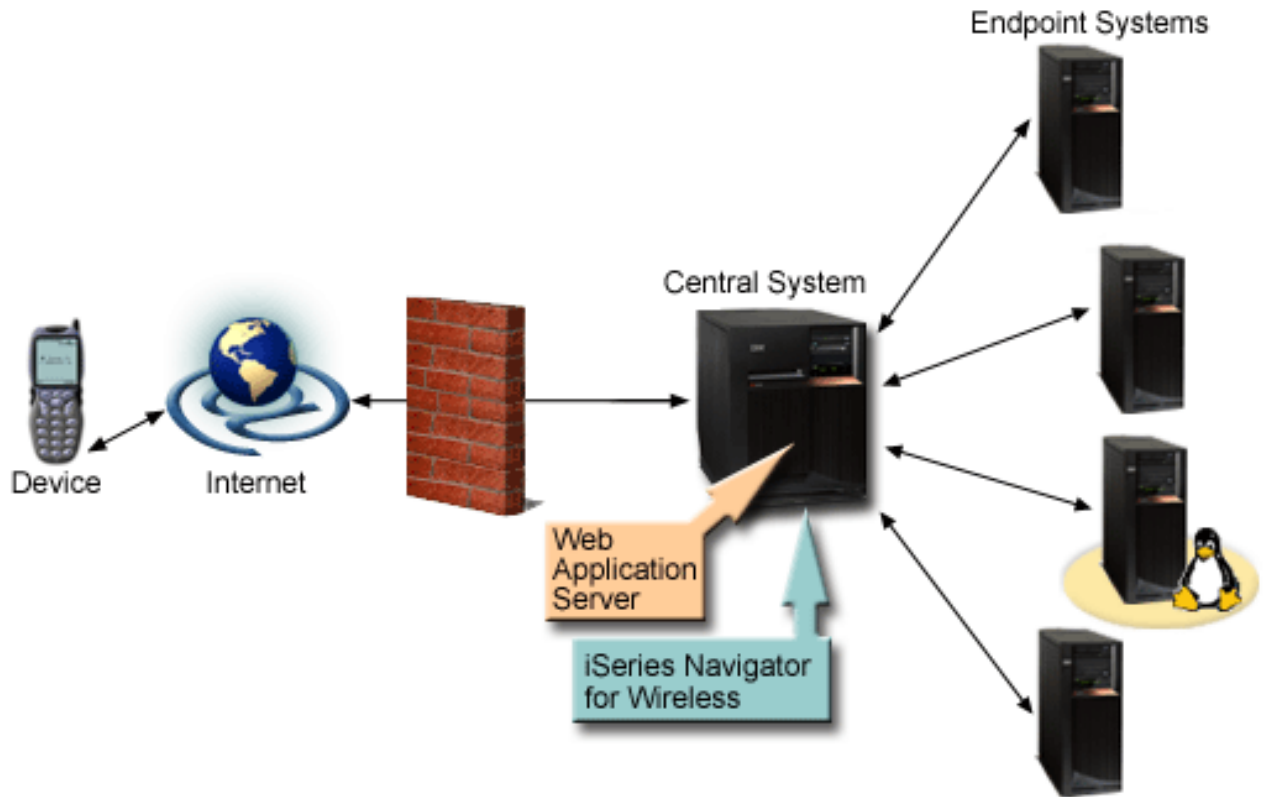 Endpoint Systems
Central System
Device
Internet
Web
Application
Server
iSeries Navigator
for Wireless